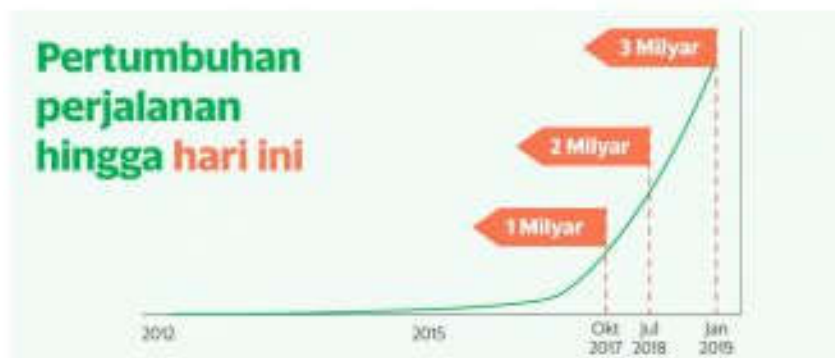 Pertumbuhan
perjalanan
hingga hari ini
3 Milyar
2 Milyar
1 Milyar
2012
2015
Okt
2017
Jul
2018
Jan
2019